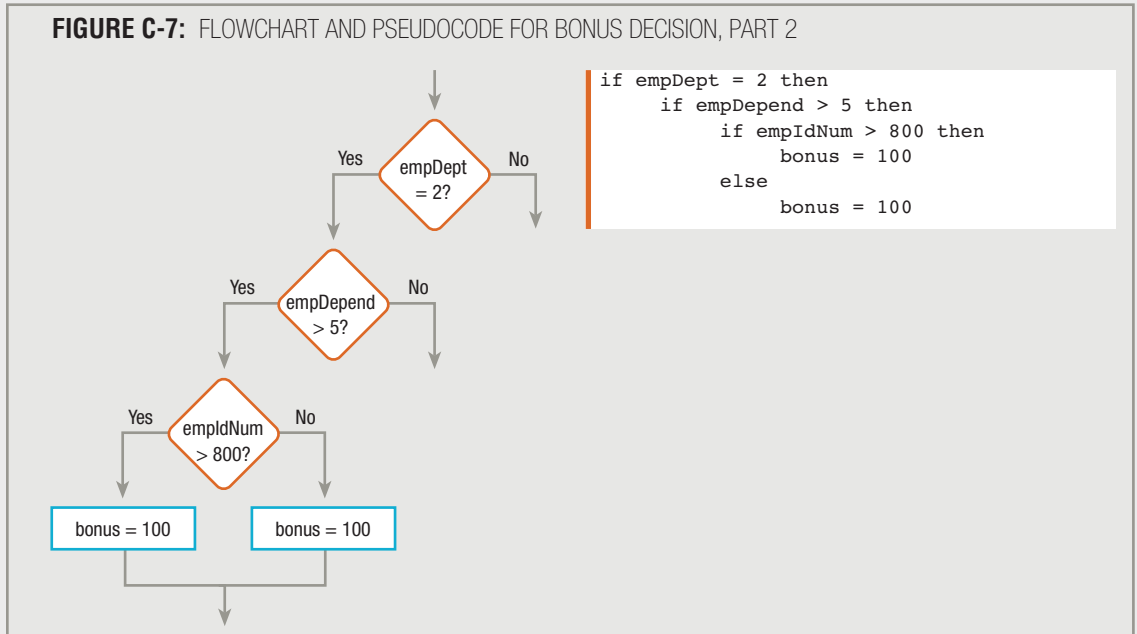 FIGURE C-7: FLOWCHART AND PSEUDOCODE FOR BONUS DECISION, PART 2
if empDept = 2 then
if empDepend > 5 then
if empIdNum > 800 then
bonus = 100
else
bonus = 100
Yes
empDept
= 2?
No
Yes
empDepend
> 5?
No
Yes
empIdNum
> 800?
No
bonus = 100
bonus = 100